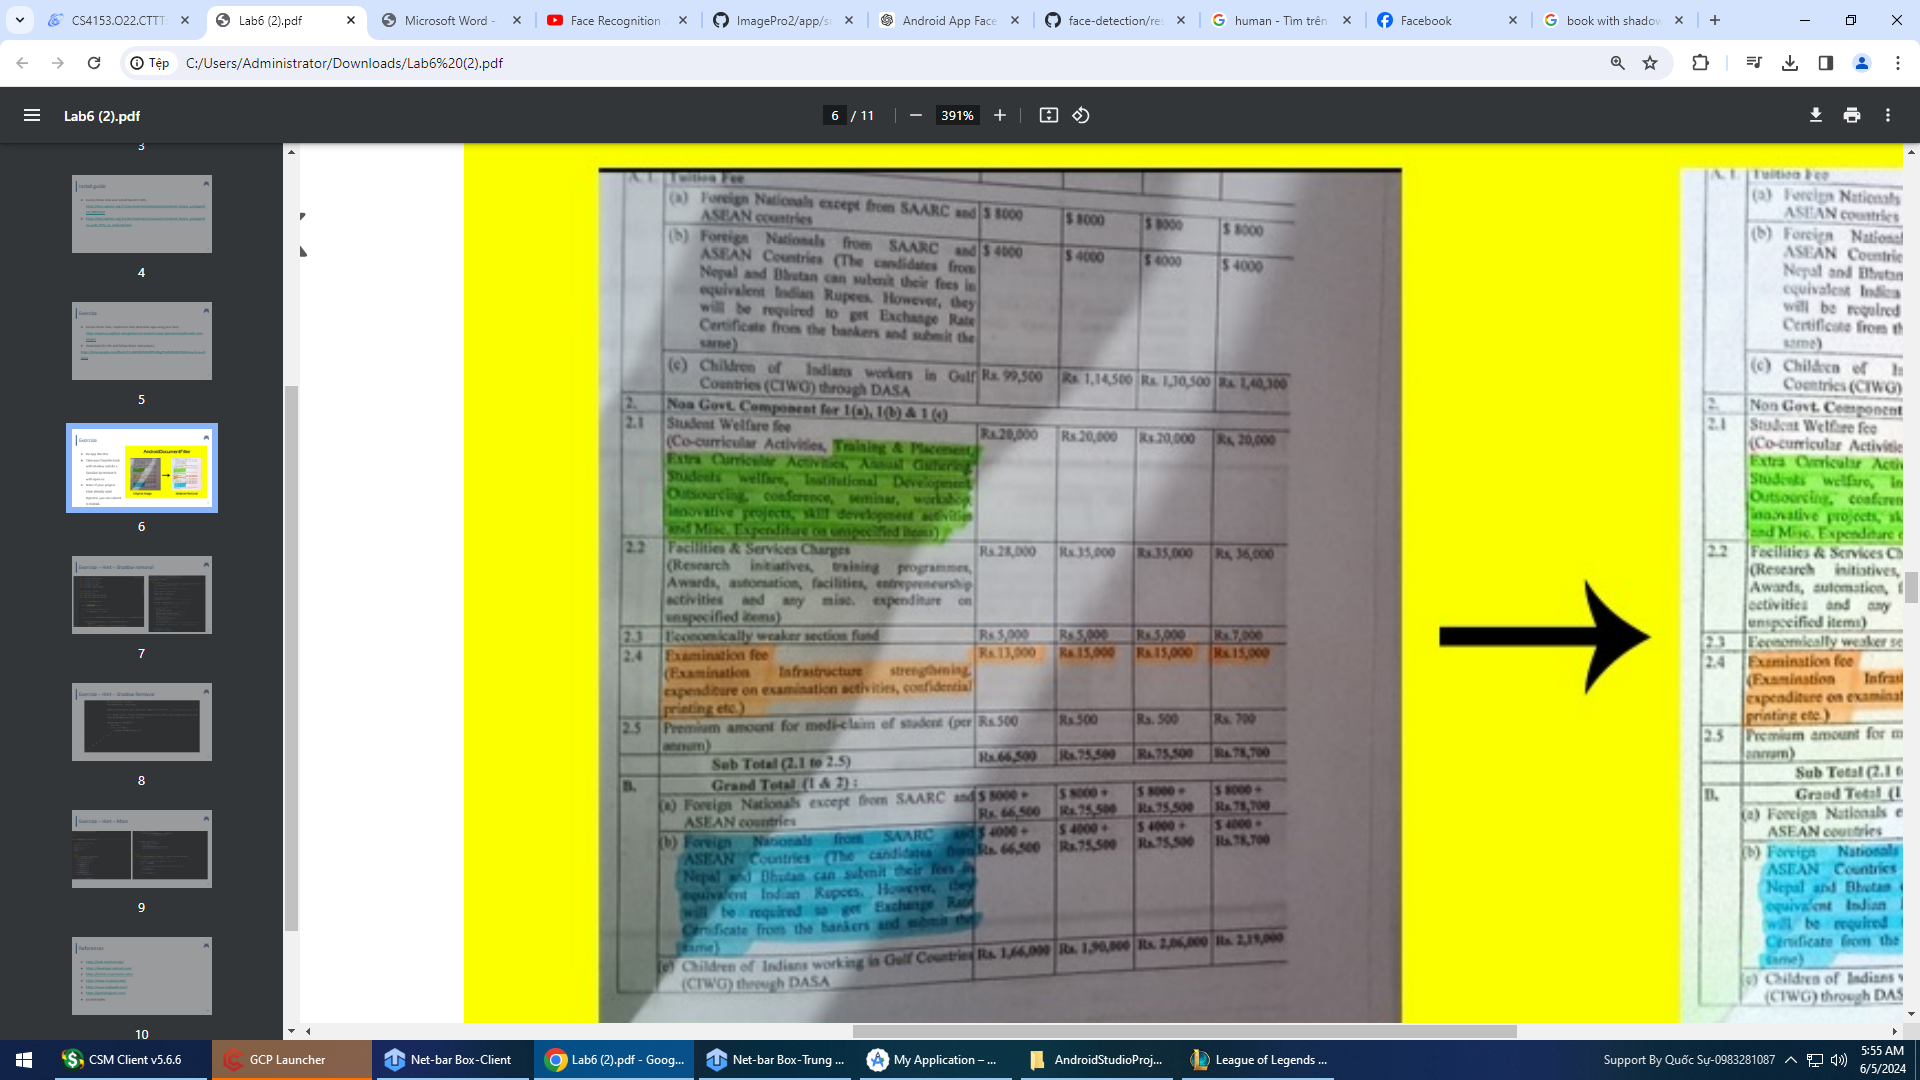 CS4153.O22.CTTT
Lab6 (2).pdf
Microsoft Word -
Face Recognition
ImagePro2/app/s
Android App Face
face-detection/re
human - Tìm trên
Facebook
book with shadow
Tệp
C:/Users/Administrator/Downloads/Lab6%20(2).pdf
Lab6 (2).pdf
6 / 11
391%
3
4
5
6
7
8
9
10
Install guide
Exercise
Exercise
AndroidDocumentFilter
Exercise – Hint – Shadow removal
Exercise – Hint – Shadow Removal
Exercise – Hint – Main
References
A. 1. Tuition Fee
(a) Foreign Nationals except from SAARC and ASEAN countries
$ 8000 $ 8000 $ 8000 $ 8000
(b) Foreign Nationals from SAARC and
ASEAN Countries (The candidates from
Nepal and Bhutan can submit their fees in
equivalent Indian Rupees. However, they
will be required to get Exchange Rate
Certificate from the bankers and submit the
same)
$ 4000 $ 4000 $ 4000 $ 4000
(c) Children of Indians workers in Gulf
Countries (CIWG) through DASA
Rs. 99,500 Rs. 1,14,500 Rs. 1,30,500 Rs. 1,40,300
2. Non Govt. Component for 1(a), 1(b) & 1 (c)
2.1 Student Welfare fee
(Co-curricular Activities, Training & Placement,
Extra Curricular Activities, Annual Gathering,
Students welfare, Institutional Development,
Outsourcing, conference, seminar, workshop,
innovative projects, skill development activities
and Misc. Expenditure on unspecified items)
Rs.20,000 Rs.20,000 Rs.20,000 Rs, 20,000
2.2 Facilities & Services Charges
(Research initiatives, training programmes,
Awards, automation, facilities, entrepreneurship
activities and any misc. expenditure on
unspecified items)
Rs.28,000 Rs.35,000 Rs.35,000 Rs, 36,000
2.3 Economically weaker section fund Rs.5,000 Rs.5,000 Rs.5,000 Rs.7,000
2.4 Examination fee
(Examination Infrastructure strengthening,
expenditure on examination activities, confidential
printing etc.)
Rs.13,000 Rs.15,000 Rs.15,000 Rs.15,000
2.5 Premium amount for medi-claim of student (per
annum)
Rs.500 Rs.500 Rs. 500 Rs. 700
Sub Total (2.1 to 2.5) Rs.66,500 Rs.75,500 Rs.75,500 Rs.78,700
B. Grand Total (1 & 2) :
(a) Foreign Nationals except from SAARC and
ASEAN countries
$ 8000 + $ 8000 + $ 8000 + $ 8000 +
Rs. 66,500 Rs.75,500 Rs.75,500 Rs.78,700
(b) Foreign Nationals from SAARC and
ASEAN Countries (The candidates from
Nepal and Bhutan can submit their fees in
equivalent Indian Rupees. However, they
will be required to get Exchange Rate
Certificate from the bankers and submit the
same)
$ 4000 + $ 4000 + $ 4000 + $ 4000 +
Rs. 66,500 Rs.75,500 Rs.75,500 Rs.78,700
(c) Children of Indians working in Gulf Countries
(CIWG) through DASA
Rs. 1,66,000 Rs. 1,90,000 Rs. 2,06,000 Rs. 2,19,000
A. 1. Tuition Fee
(a) Foreign Nationals
ASEAN countries
(b) Foreign National
ASEAN Countrie
Nepal and Bhutan
equivalent Indian
will be required
Certificate from th
same)
(c) Children of In
Countries (CIWG)
2. Non Govt. Component
2.1 Student Welfare fee
(Co-curricular Activitie
Extra Curricular Activ
Students welfare, In
Outsourcing, conferen
innovative projects, sk
and Misc. Expenditure o
2.2 Facilities & Services Ch
(Research initiatives,
Awards, automation, f
activities and any
unspecified items)
2.3 Economically weaker se
2.4 Examination fee
(Examination Infras
expenditure on examinat
printing etc.)
2.5 Premium amount for m
annum)
Sub Total (2.1 t
B. Grand Total (1
(a) Foreign Nationals e
ASEAN countries
(b) Foreign Nationals
ASEAN Countries
Nepal and Bhutan
equivalent Indian
will be required
Certificate from the
same)
(c) Children of Indians w
(CIWG) through DAS
CSM Client v5.6.6
GCP Launcher
Net-bar Box-Client
Lab6 (2).pdf - Goog...
Net-bar Box-Trung ...
My Application – ...
AndroidStudioProj...
League of Legends ...
Support By Quốc Sự-0983281087
5:55 AM
6/5/2024